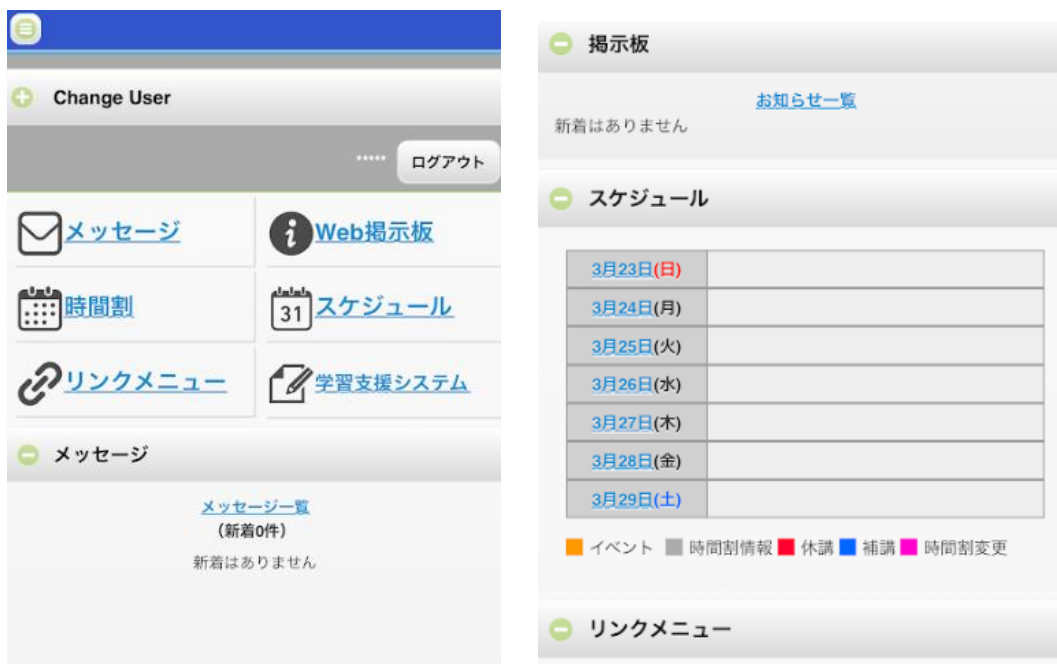 Change User
..... ログアウト
メッセージ
Web掲示板
時間割
31 スケジュール
リンクメニュー
学習支援システム
メッセージ
メッセージ一覧
(新着0件)
新着はありません
掲示板
お知らせ一覧
新着はありません
スケジュール
3月23日(日)
3月24日(月)
3月25日(火)
3月26日(水)
3月27日(木)
3月28日(金)
3月29日(土)
イベント 時間割情報 休講 補講 時間割変更
リンクメニュー